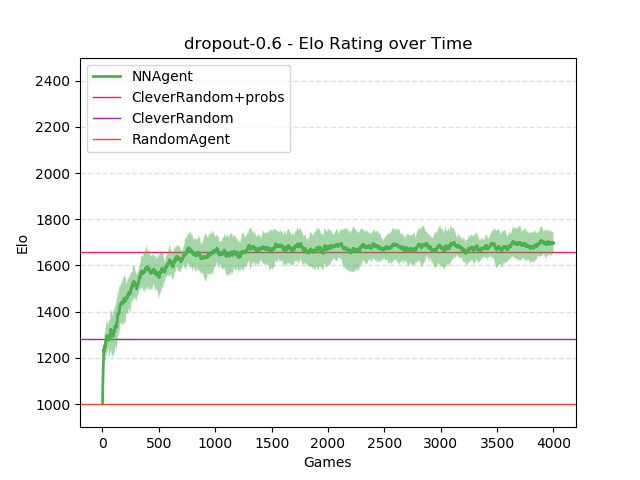 dropout-0.6 - Elo Rating over Time
NNAgent
CleverRandom+probs
CleverRandom
RandomAgent
2400
2200
2000
1800
1600
1400
1200
1000
Elo
0 500 1000 1500 2000 2500 3000 3500 4000
Games